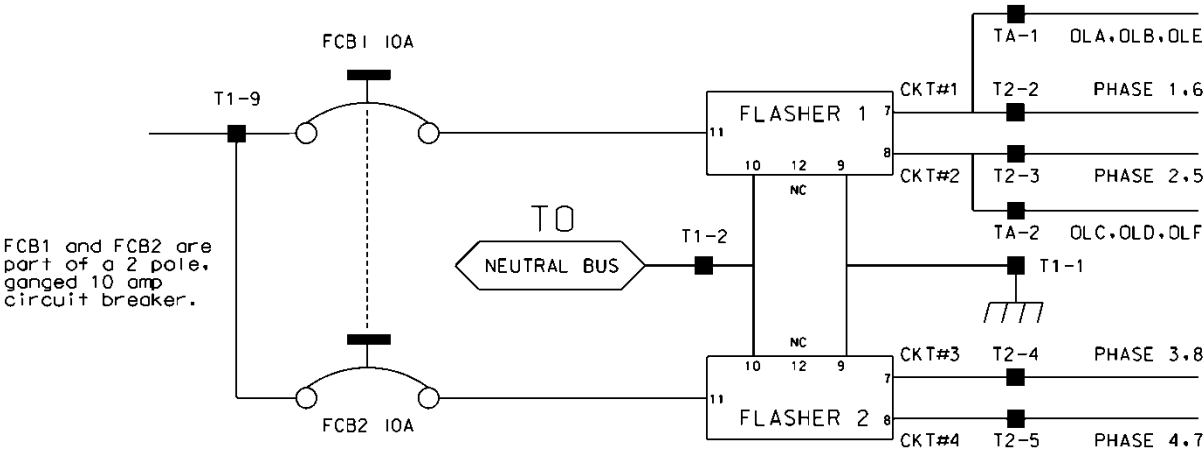 TA-1 OLA,OLB,OLE
FCB1 10A
T1-9
CKT#1 T2-2 PHASE 1,6
FLASHER 1 7
11
8
10 12 9
NC
CKT#2 T2-3 PHASE 2,5
TO
T1-2
TA-2 OLC,OLD,OLF
FCB1 and FCB2 are
part of a 2 pole,
ganged 10 amp
circuit breaker.
NEUTRAL BUS
T1-1
NC
10 12 9
CKT#3 T2-4 PHASE 3,8
7
11
FLASHER 2 8
FCB2 10A
CKT#4 T2-5 PHASE 4,7